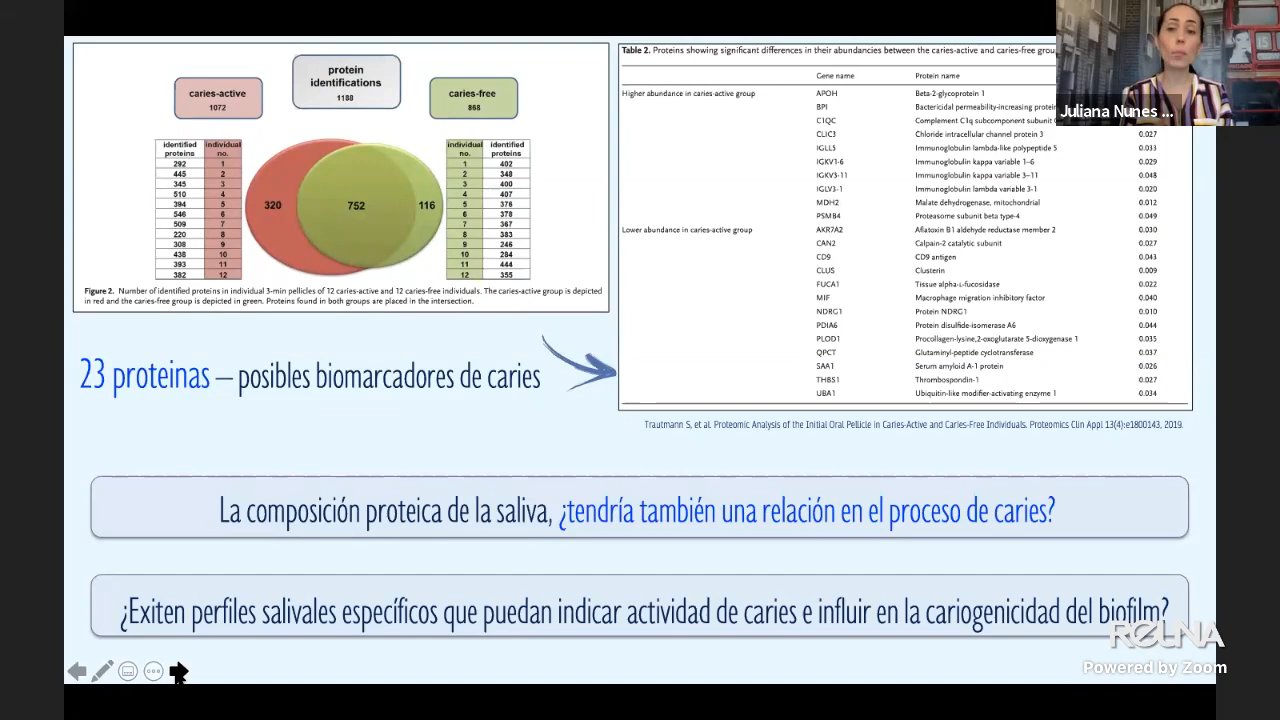 protein
identifications
1188
caries-active
1072
caries-free
868
identified proteins individual no.
292 1
445 2
345 3
510 4
394 5
546 6
509 7
220 8
308 9
438 10
393 11
382 12
320 752 116
individual no. identified proteins
1 402
2 348
3 400
4 407
5 376
6 378
7 367
8 383
9 246
10 284
11 444
12 355
Figure 2. Number of identified proteins in individual 3-min pellicles of 12 caries-active and 12 caries-free individuals. The caries-active group is depicted
in red and the caries-free group is depicted in green. Proteins found in both groups are placed in the intersection.
Table 2. Proteins showing significant differences in their abundancies between the caries-active and caries-free
Gene name Protein name
Higher abundance in caries-active group APOH Beta-2-glycoprotein 1
BPI Bactericidal permeability-increasing
C1QC Complement C1q subcomponent subunit
CLIC3 Chloride intracellular channel protein 3 0.027
IGLL5 Immunoglobulin lambda-like polypeptide 5 0.033
IGKV1-6 Immunoglobulin kappa variable 1–6 0.029
IGKV3-11 Immunoglobulin kappa variable 3–11 0.048
IGLV3-1 Immunoglobulin lambda variable 3-1 0.020
MDH2 Malate dehydrogenase, mitochondrial 0.012
PSMB4 Proteasome subunit beta type-4 0.049
Lower abundance in caries-active group AKR7A2 Aflatoxin B1 aldehyde reductase member 2 0.030
CAN2 Calpain-2 catalytic subunit 0.027
CD9 CD9 antigen 0.043
CLUS Clusterin 0.009
FUCA1 Tissue alpha-L-fucosidase 0.022
MIF Macrophage migration inhibitory factor 0.040
NDRG1 Protein NDRG1 0.010
PDIA6 Protein disulfide-isomerase A6 0.044
PLOD1 Procollagen-lysine,2-oxoglutarate 5-dioxygenase 1 0.035
QPCT Glutaminyl-peptide cyclotransferase 0.037
SAA1 Serum amyloid A-1 protein 0.026
THBS1 Thrombospondin-1 0.027
UBA1 Ubiquitin-like modifier-activating enzyme 1 0.034
Juliana Nunes ...
23 proteinas – posibles biomarcadores de caries
Trautmann S, et al. Proteomic Analysis of the Initial Oral Pellicle in Caries-Active and Caries-Free Individuals. Proteomics Clin Appl 13(4):e1800143, 2019.
La composición proteica de la saliva, ¿tendría también una relación en el proceso de caries?
¿Exiten perfiles salivales específicos que puedan indicar actividad de caries e influir en la cariogenicidad del biofilm?
Powered by Zoom